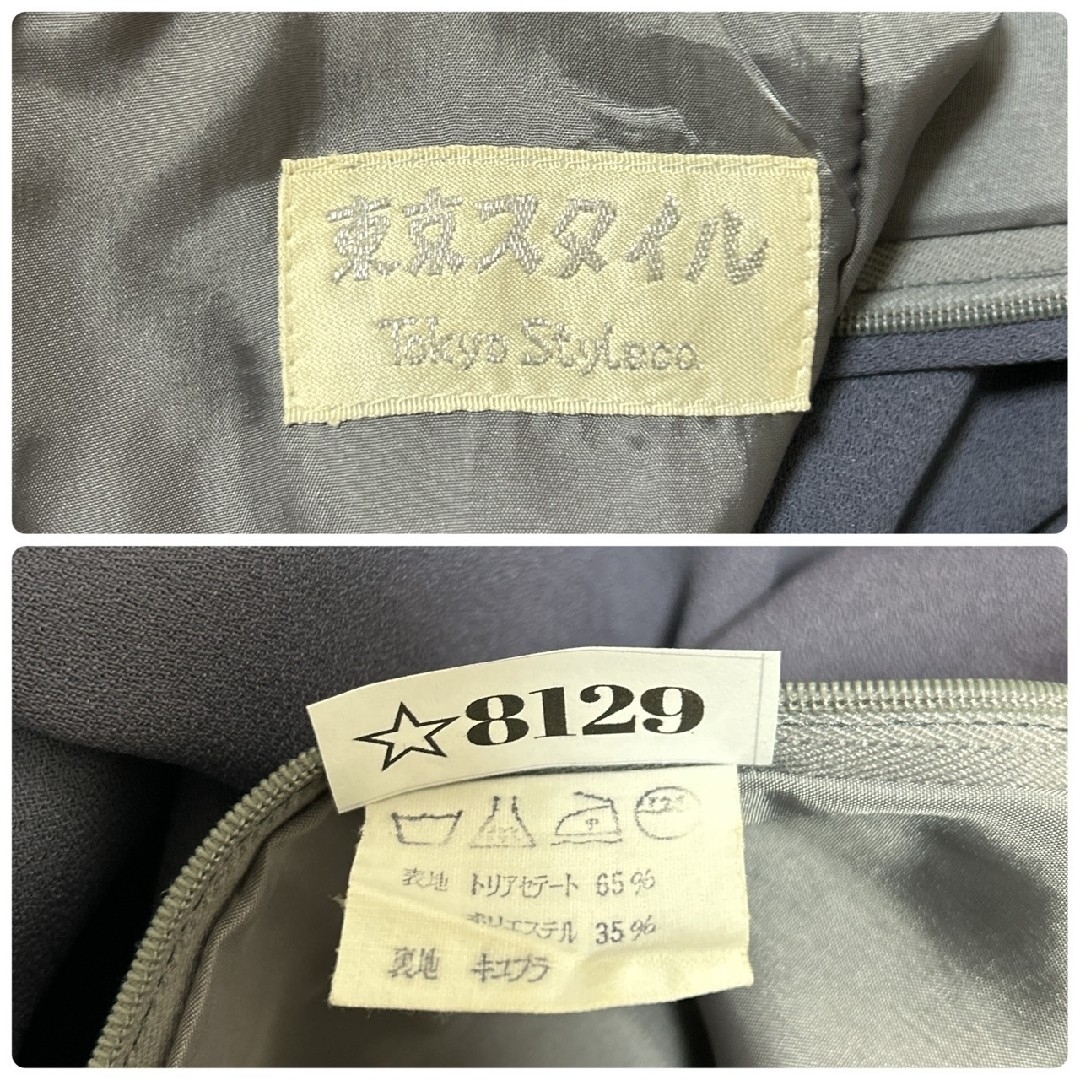 東京スタイル
Tokyo Style co.
☆8129
表地 トリアセテート 65%
ポリエステル 35%
裏地 キュプラ